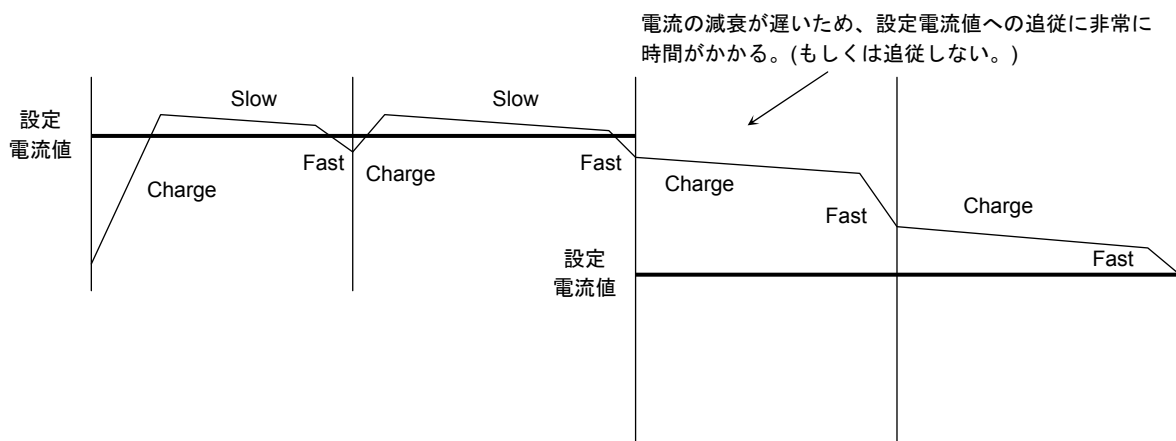 電流の減衰が遅いため、設定電流値への追従に非常に
時間がかかる。(もしくは追従しない。)
設定
電流値
Slow
Slow
Charge
Fast
Charge
Fast
Charge
Fast
Charge
Fast
設定
電流値